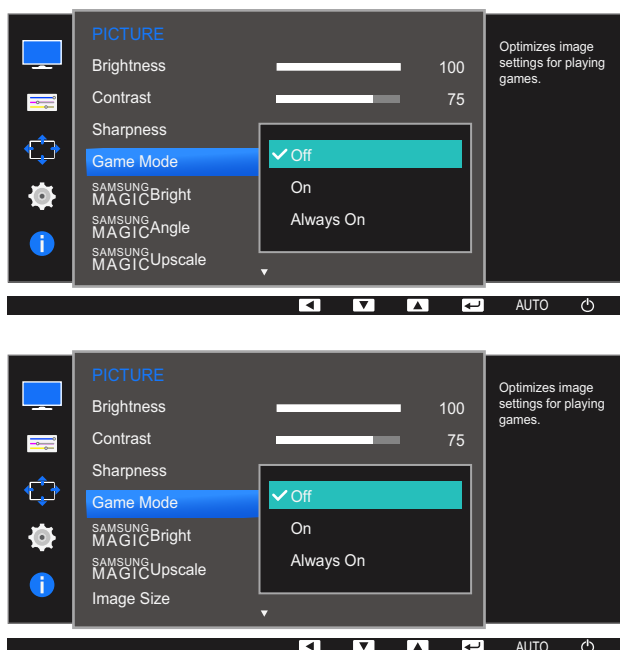 PICTURE
Brightness 100
Contrast 75
Sharpness
Game Mode
Off
On
Always On
SAMSUNG
MAGICBright
SAMSUNG
MAGICAngle
SAMSUNG
MAGICUpscale
Optimizes image
settings for playing
games.
AUTO
PICTURE
Brightness 100
Contrast 75
Sharpness
Game Mode
Off
On
Always On
SAMSUNG
MAGICBright
SAMSUNG
MAGICUpscale
Image Size
Optimizes image
settings for playing
games.
AUTO